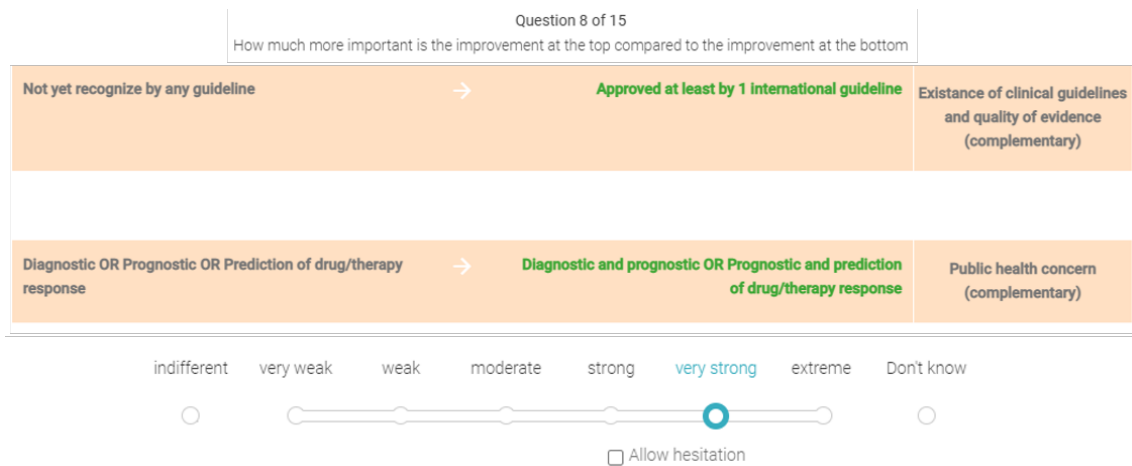 Question 8 of 15
How much more important is the improvement at the top compared to the improvement at the bottom
Not yet recognize by any guideline
Approved at least by 1 international guideline
Existance of clinical guidelines
and quality of evidence
(complementary)
Diagnostic OR Prognostic OR Prediction of drug/therapy
response
Diagnostic and prognostic OR Prognostic and prediction
of drug/therapy response
Public health concern
(complementary)
indifferent very weak weak moderate strong very strong extreme Don't know
Allow hesitation